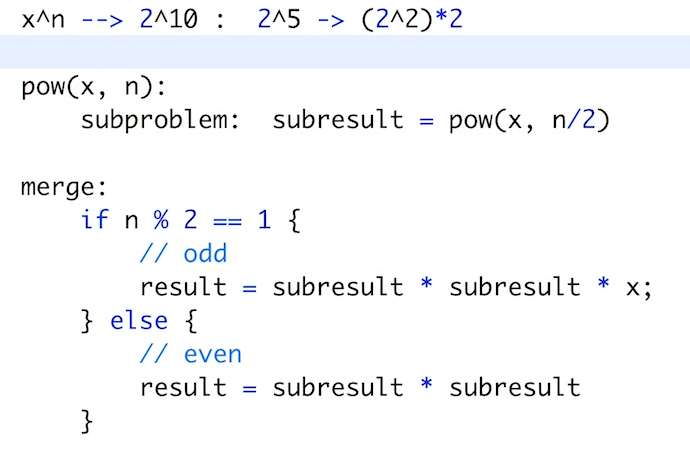 x^n --> 2^10 :  2^5 -> (2^2)*2
pow(x, n):
    subproblem:  subresult = pow(x, n/2)
merge:
    if n % 2 == 1 {
        // odd
        result = subresult * subresult * x;
    } else {
        // even
        result = subresult * subresult
    }